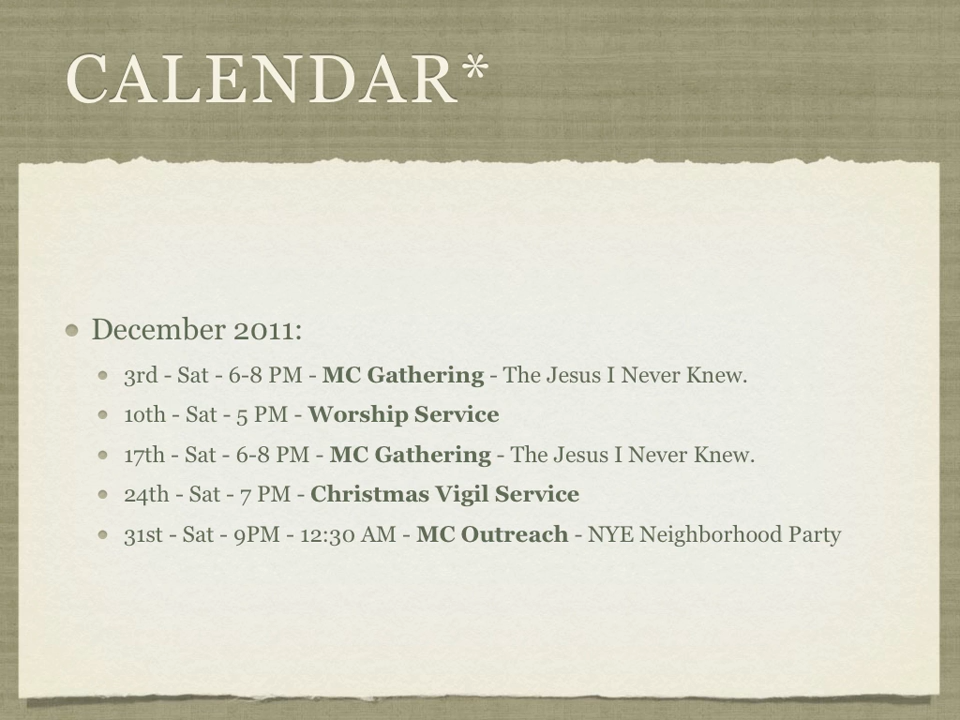 CALENDAR*
December 2011:
3rd - Sat - 6-8 PM - MC Gathering - The Jesus I Never Knew.
10th - Sat - 5 PM - Worship Service
17th - Sat - 6-8 PM - MC Gathering - The Jesus I Never Knew.
24th - Sat - 7 PM - Christmas Vigil Service
31st - Sat - 9PM - 12:30 AM - MC Outreach - NYE Neighborhood Party